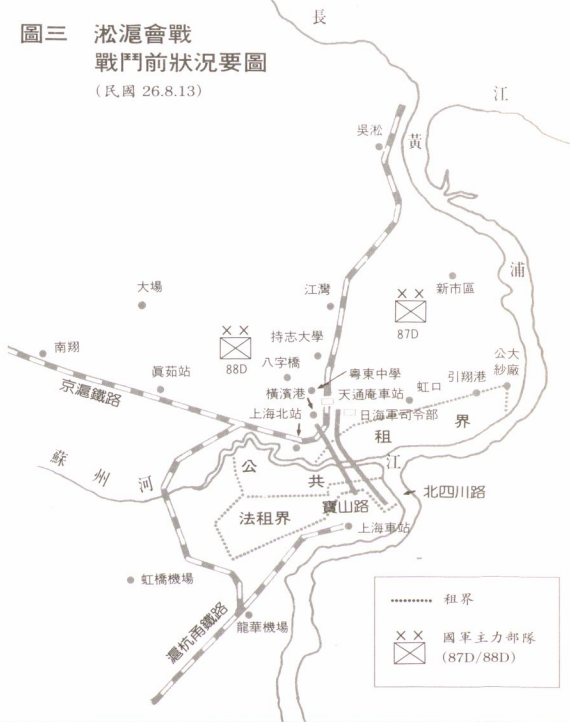 圖三 淞滬會戰
戰鬥前狀況要圖
(民國 26.8.13)
長
江
吳淞
黃
浦
江
大場
江灣
新市區
87D
88D
持志大學
南翔
眞茹站
八字橋
粤東中學
公大
紗廠
引翔港
虹口
天通庵車站
橫濱港
京滬鐵路
上海北站
日海軍司令部
租
界
蘇
州
河
公
共
北四川路
寶山路
法租界
上海車站
虹橋機場
滬杭甬鐵路
龍華機場
租界
國軍主力部隊
(87D/88D)